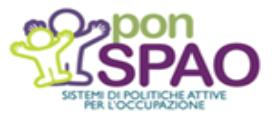 pon
SPAO
SISTEMI DI POLITICHE ATTIVE
PER L'OCCUPAZIONE